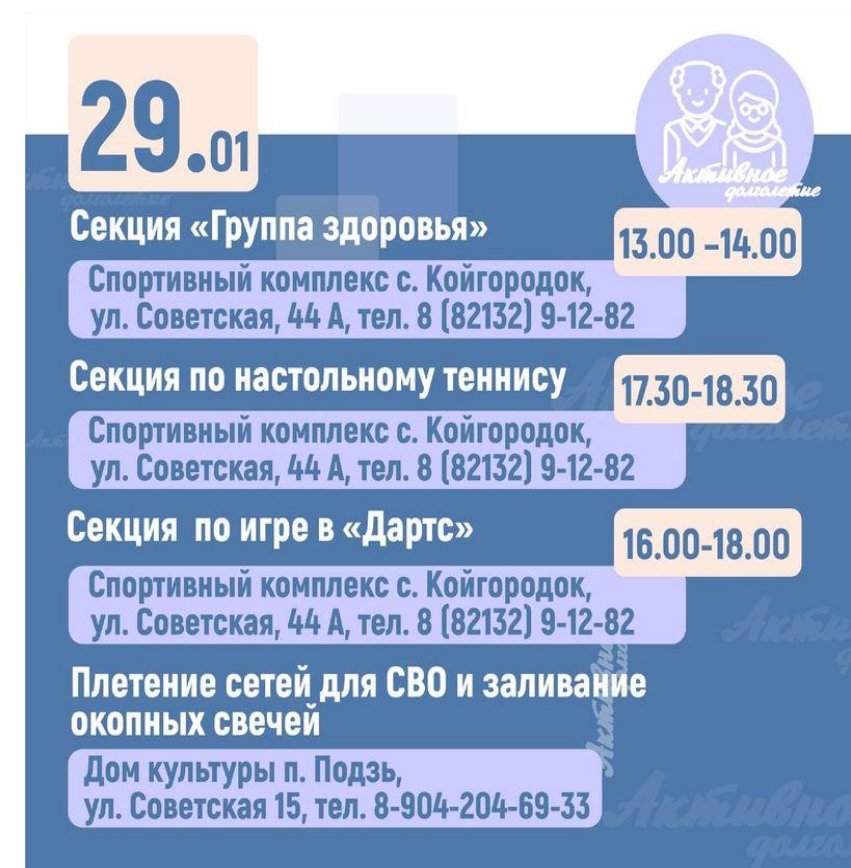 29.01
Активное
долголетие
Секция «Группа здоровья»
13.00 –14.00
Спортивный комплекс с. Койгородок,
ул. Советская, 44 А, тел. 8 (82132) 9-12-82
Секция по настольному теннису
17.30-18.30
Спортивный комплекс с. Койгородок,
ул. Советская, 44 А, тел. 8 (82132) 9-12-82
Секция по игре в «Дартс»
16.00-18.00
Спортивный комплекс с. Койгородок,
ул. Советская, 44 А, тел. 8 (82132) 9-12-82
Плетение сетей для СВО и заливание
окопных свечей
Дом культуры п. Подзь,
ул. Советская 15, тел. 8-904-204-69-33